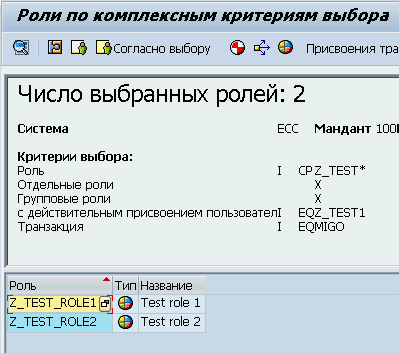 Роли по комплексным критериям выбора
Согласно выбору Присвоения тра
Число выбранных ролей: 2
Система ECC Мандант 100
Критерии выбора:
Роль I CP Z_TEST*
Отдельные роли X
Групповые роли X
с действительным присвоением пользовател I EQ Z_TEST1
Транзакция I EQ MIGO
Роль Тип Название
Z_TEST_ROLE1 Test role 1
Z_TEST_ROLE2 Test role 2